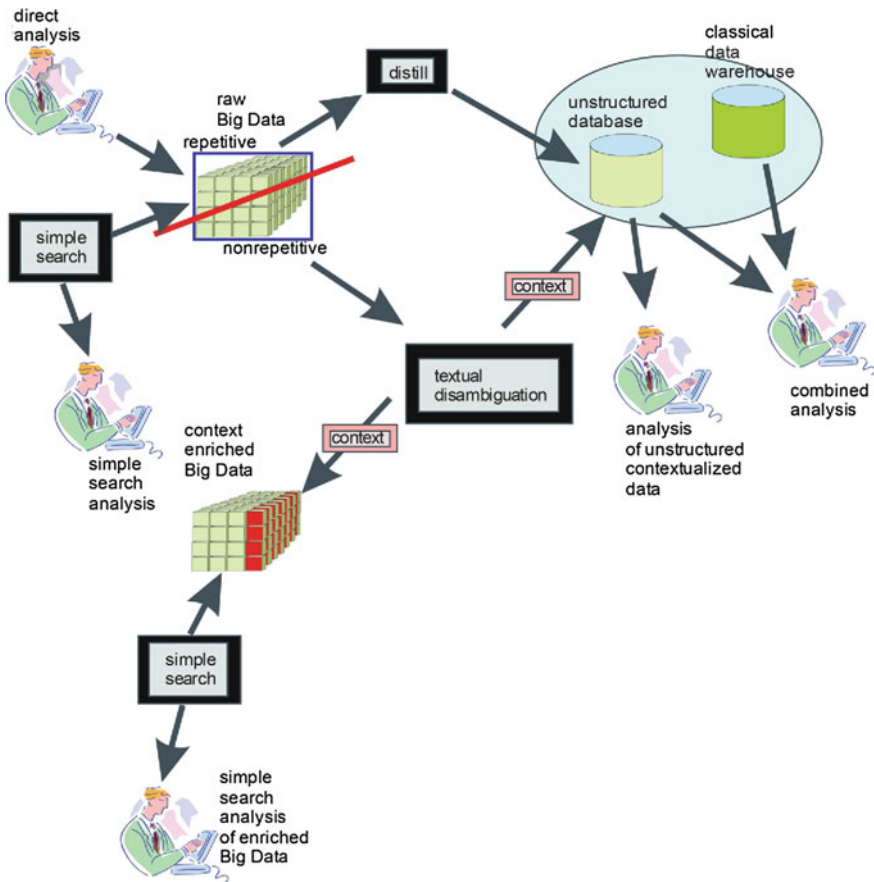 direct
analysis
raw
Big Data
repetitive
nonrepetitive
distill
classical
data
warehouse
unstructured
database
simple
search
simple
search
analysis
context
textual
disambiguation
context
context
enriched
Big Data
analysis
of unstructured
contextualized
data
combined
analysis
simple
search
simple
search
analysis
of enriched
Big Data